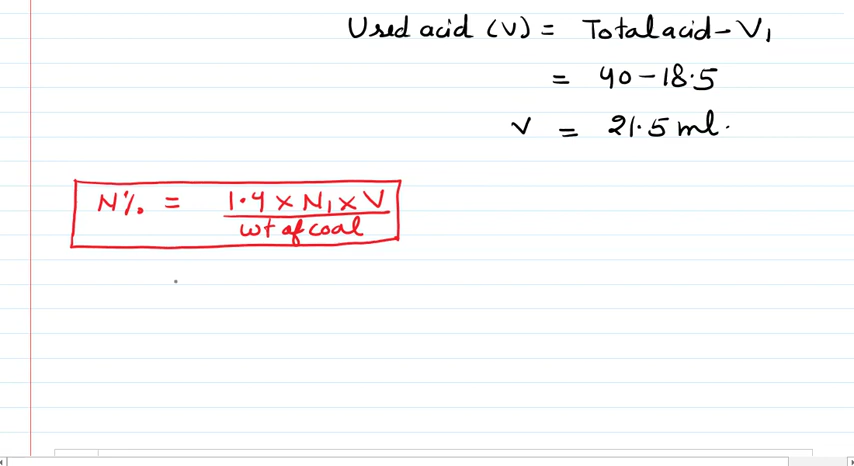 Used acid (V) = Total acid - V₁
= 40 - 18.5
V = 21.5 ml.
N% = 1.4 × N₁ × V
wt of coal